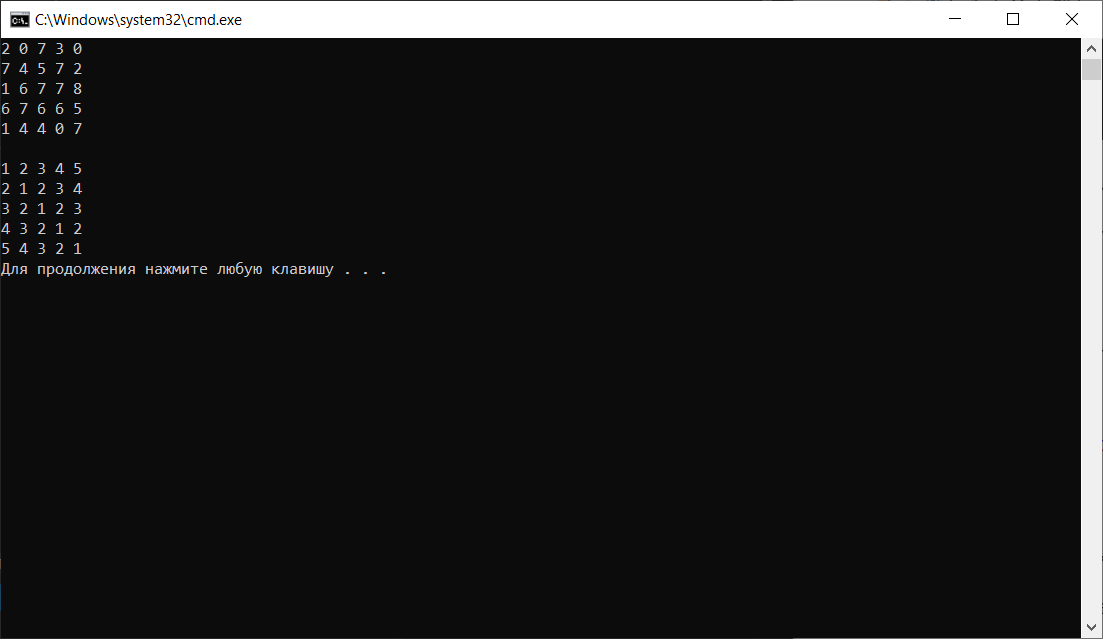 C:\Windows\system32\cmd.exe
2 0 7 3 0
7 4 5 7 2
1 6 7 7 8
6 7 6 6 5
1 4 4 0 7
1 2 3 4 5
2 1 2 3 4
3 2 1 2 3
4 3 2 1 2
5 4 3 2 1
Для продолжения нажмите любую клавишу . . .